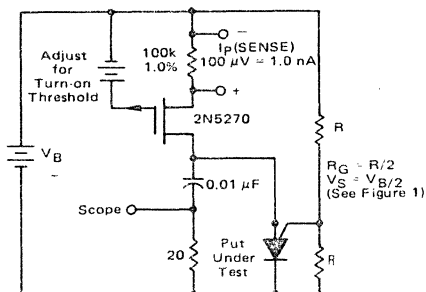 Adjust
for
Turn-on
Threshold
100k
1.0%
−
IP(SENSE)
100 µV = 1.0 nA
+
2N5270
VB
−
R
RG = R/2
VS = VB/2
(See Figure 1)
0.01 µF
Scope
20
Put
Under
Test
R